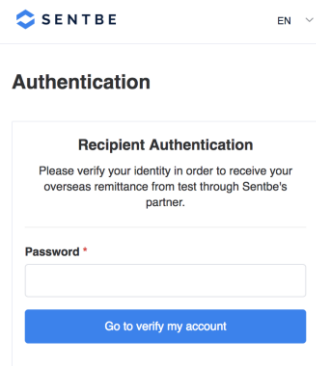 SENTBE
EN
Authentication
Recipient Authentication
Please verify your identity in order to receive your
overseas remittance from test through Sentbe's
partner.
Password *
Go to verify my account